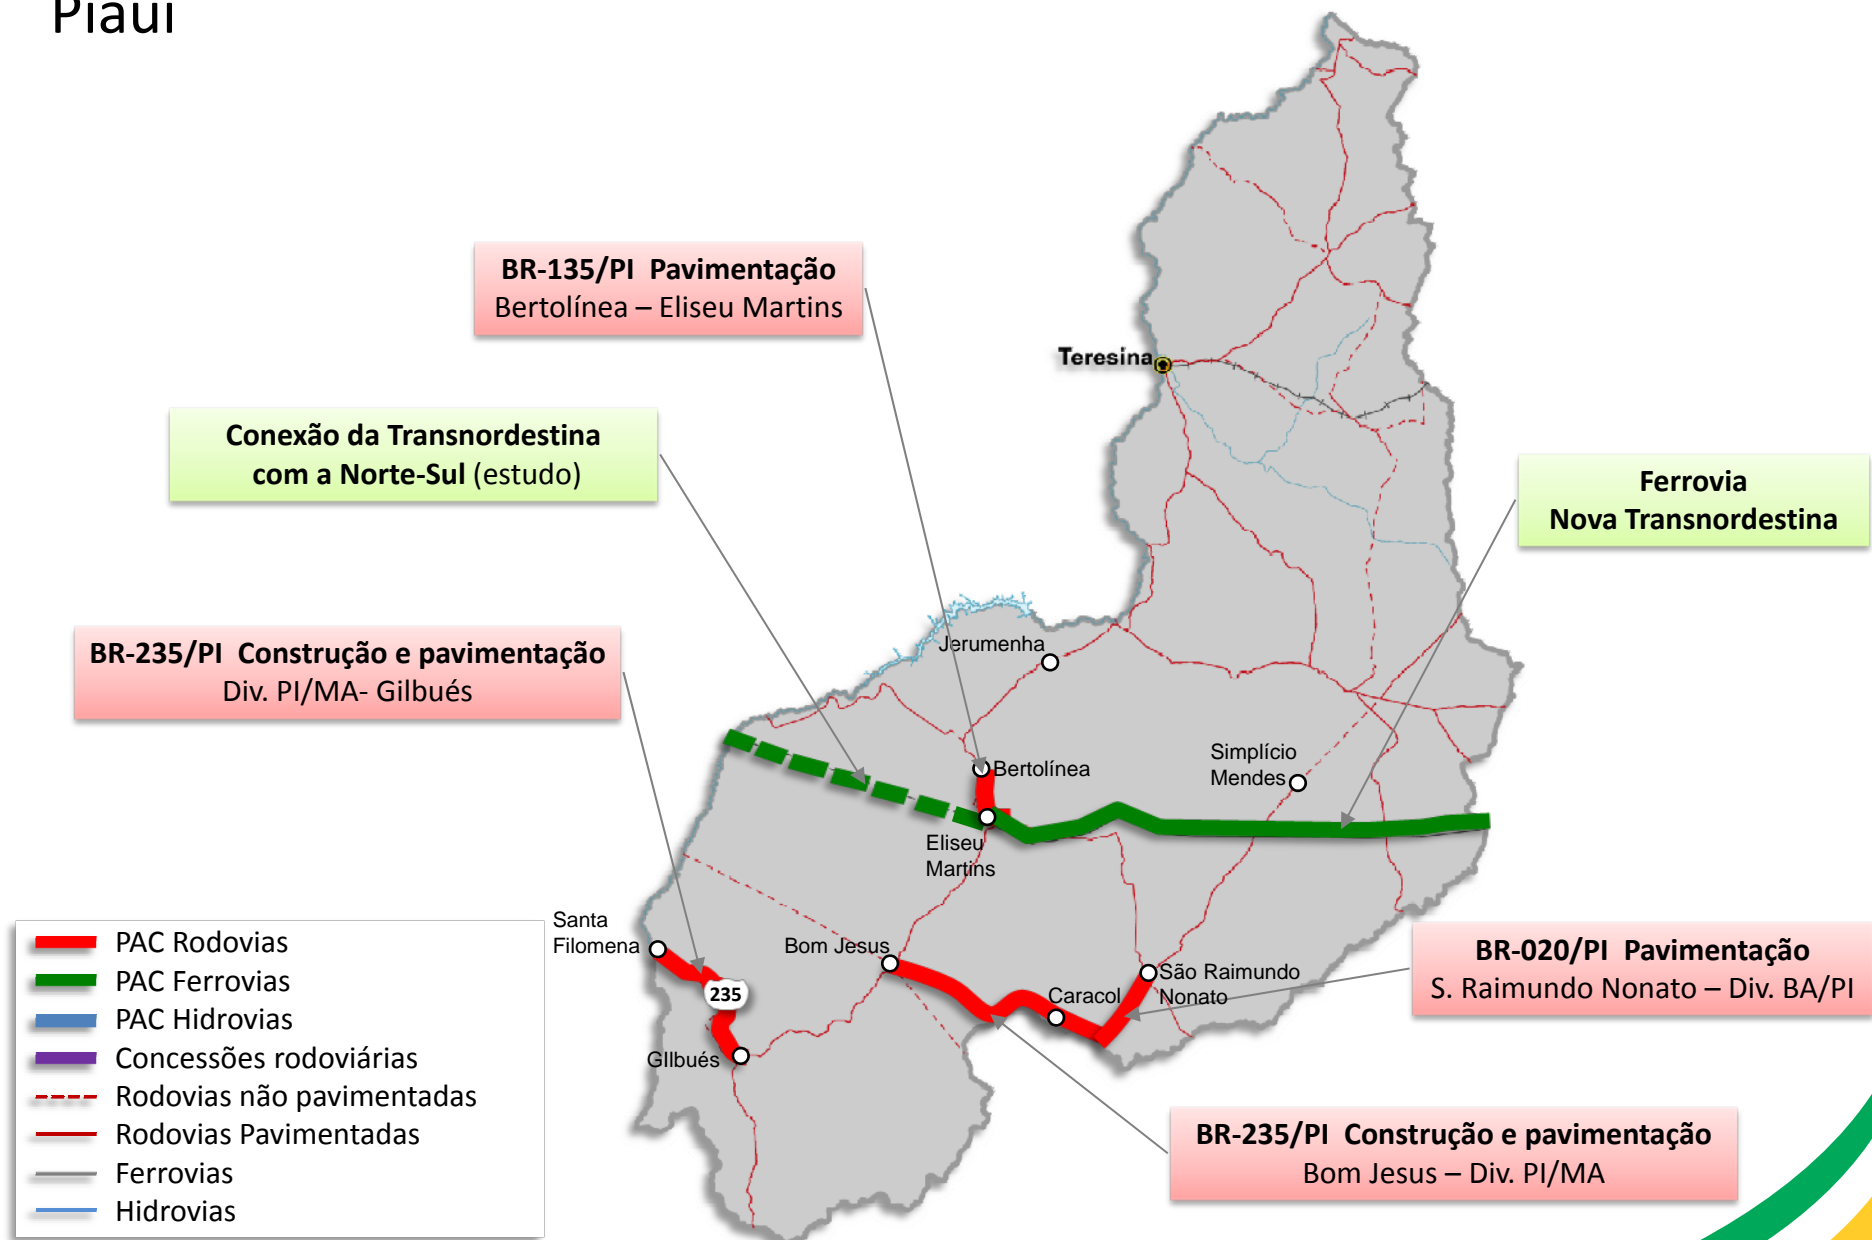 Piauí
BR-135/PI Pavimentação
Bertolínea – Eliseu Martins
Teresina
Conexão da Transnordestina
com a Norte-Sul (estudo)
Ferrovia
Nova Transnordestina
BR-235/PI Construção e pavimentação
Div. PI/MA- Gilbués
Jerumenha
Bertolínea
Simplício
Mendes
Eliseu
Martins
Santa
Filomena
Bom Jesus
235
GIlbués
Caracol
São Raimundo
Nonato
BR-020/PI Pavimentação
S. Raimundo Nonato – Div. BA/PI
BR-235/PI Construção e pavimentação
Bom Jesus – Div. PI/MA
PAC Rodovias
PAC Ferrovias
PAC Hidrovias
Concessões rodoviárias
Rodovias não pavimentadas
Rodovias Pavimentadas
Ferrovias
Hidrovias